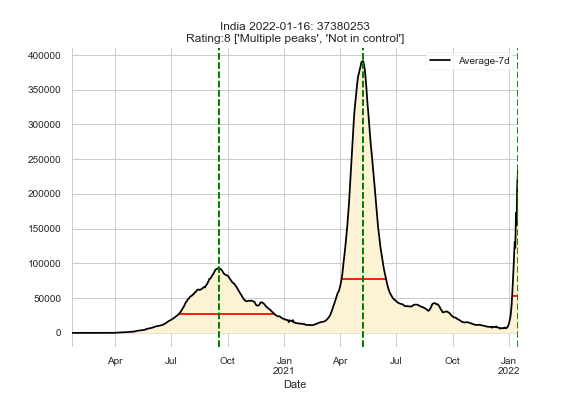 India 2022-01-16: 37380253
Rating:8 ['Multiple peaks', 'Not in control']
Average-7d
400000
350000
300000
250000
200000
150000
100000
50000
0
Apr Jul Oct Jan Apr Jul Oct Jan
2021 2022
Date